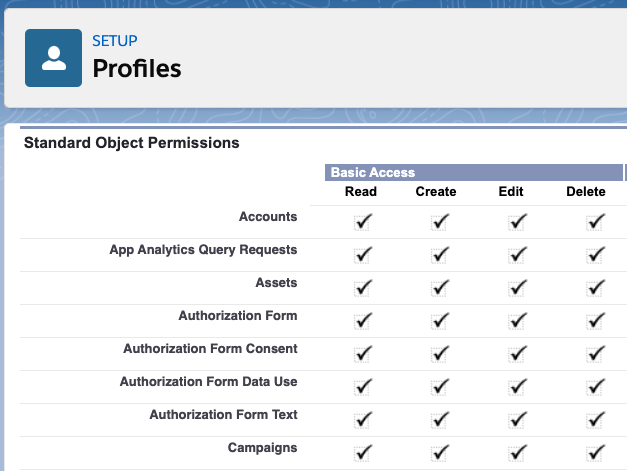 SETUP
Profiles
Standard Object Permissions
Basic Access
Read Create Edit Delete
Accounts
App Analytics Query Requests
Assets
Authorization Form
Authorization Form Consent
Authorization Form Data Use
Authorization Form Text
Campaigns